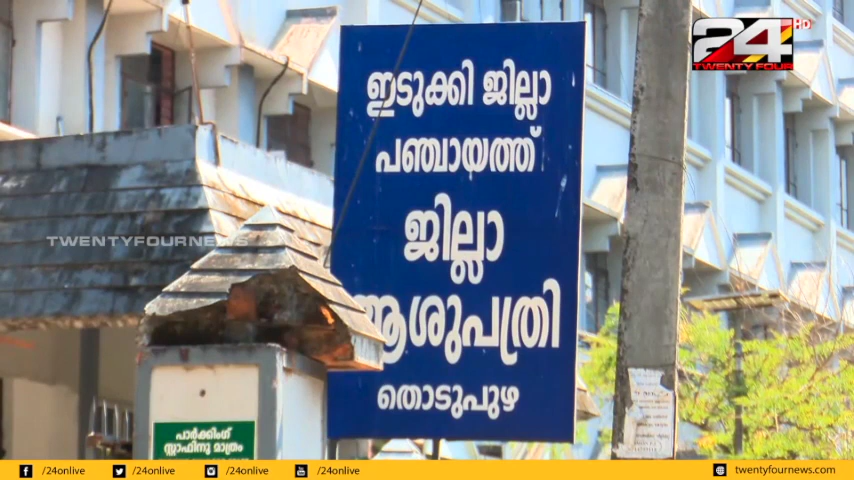 24 HD
TWENTY FOUR
ഇടുക്കി ജില്ലാ
പഞ്ചായത്ത്
ജില്ലാ
ആശുപത്രി
തൊടുപുഴ
TWENTYFOURNEWS
പാർക്കിംഗ്
സ്റ്റാഫിനു മാത്രം
/24onlive /24onlive /24onlive /24onlive twentyfournews.com